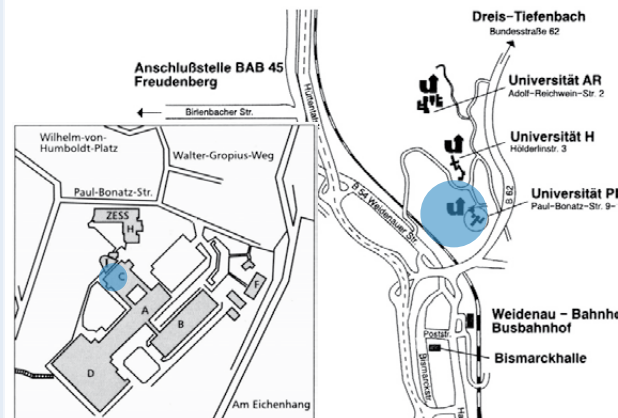 Dreis-Tiefenbach
Bundesstraße 62
Anschlußstelle BAB 45
Freudenberg
Birlenbacher Str.
Universität AR
Adolf-Reichwein-Str. 2
Universität H
Hölderlinstr. 3
Universität
Paul-Bonatz-Str. 9-
B 62
B 54 Weidenauer Str.
Wilhelm-von-
Humboldt-Platz
Walter-Gropius-Weg
Paul-Bonatz-Str.
ZESS
H
C
F
A
B
D
Am Eichenhang
Weidenau - 
Busbahnhof
Poststr.
Bismarckhalle
Bismarckstr.